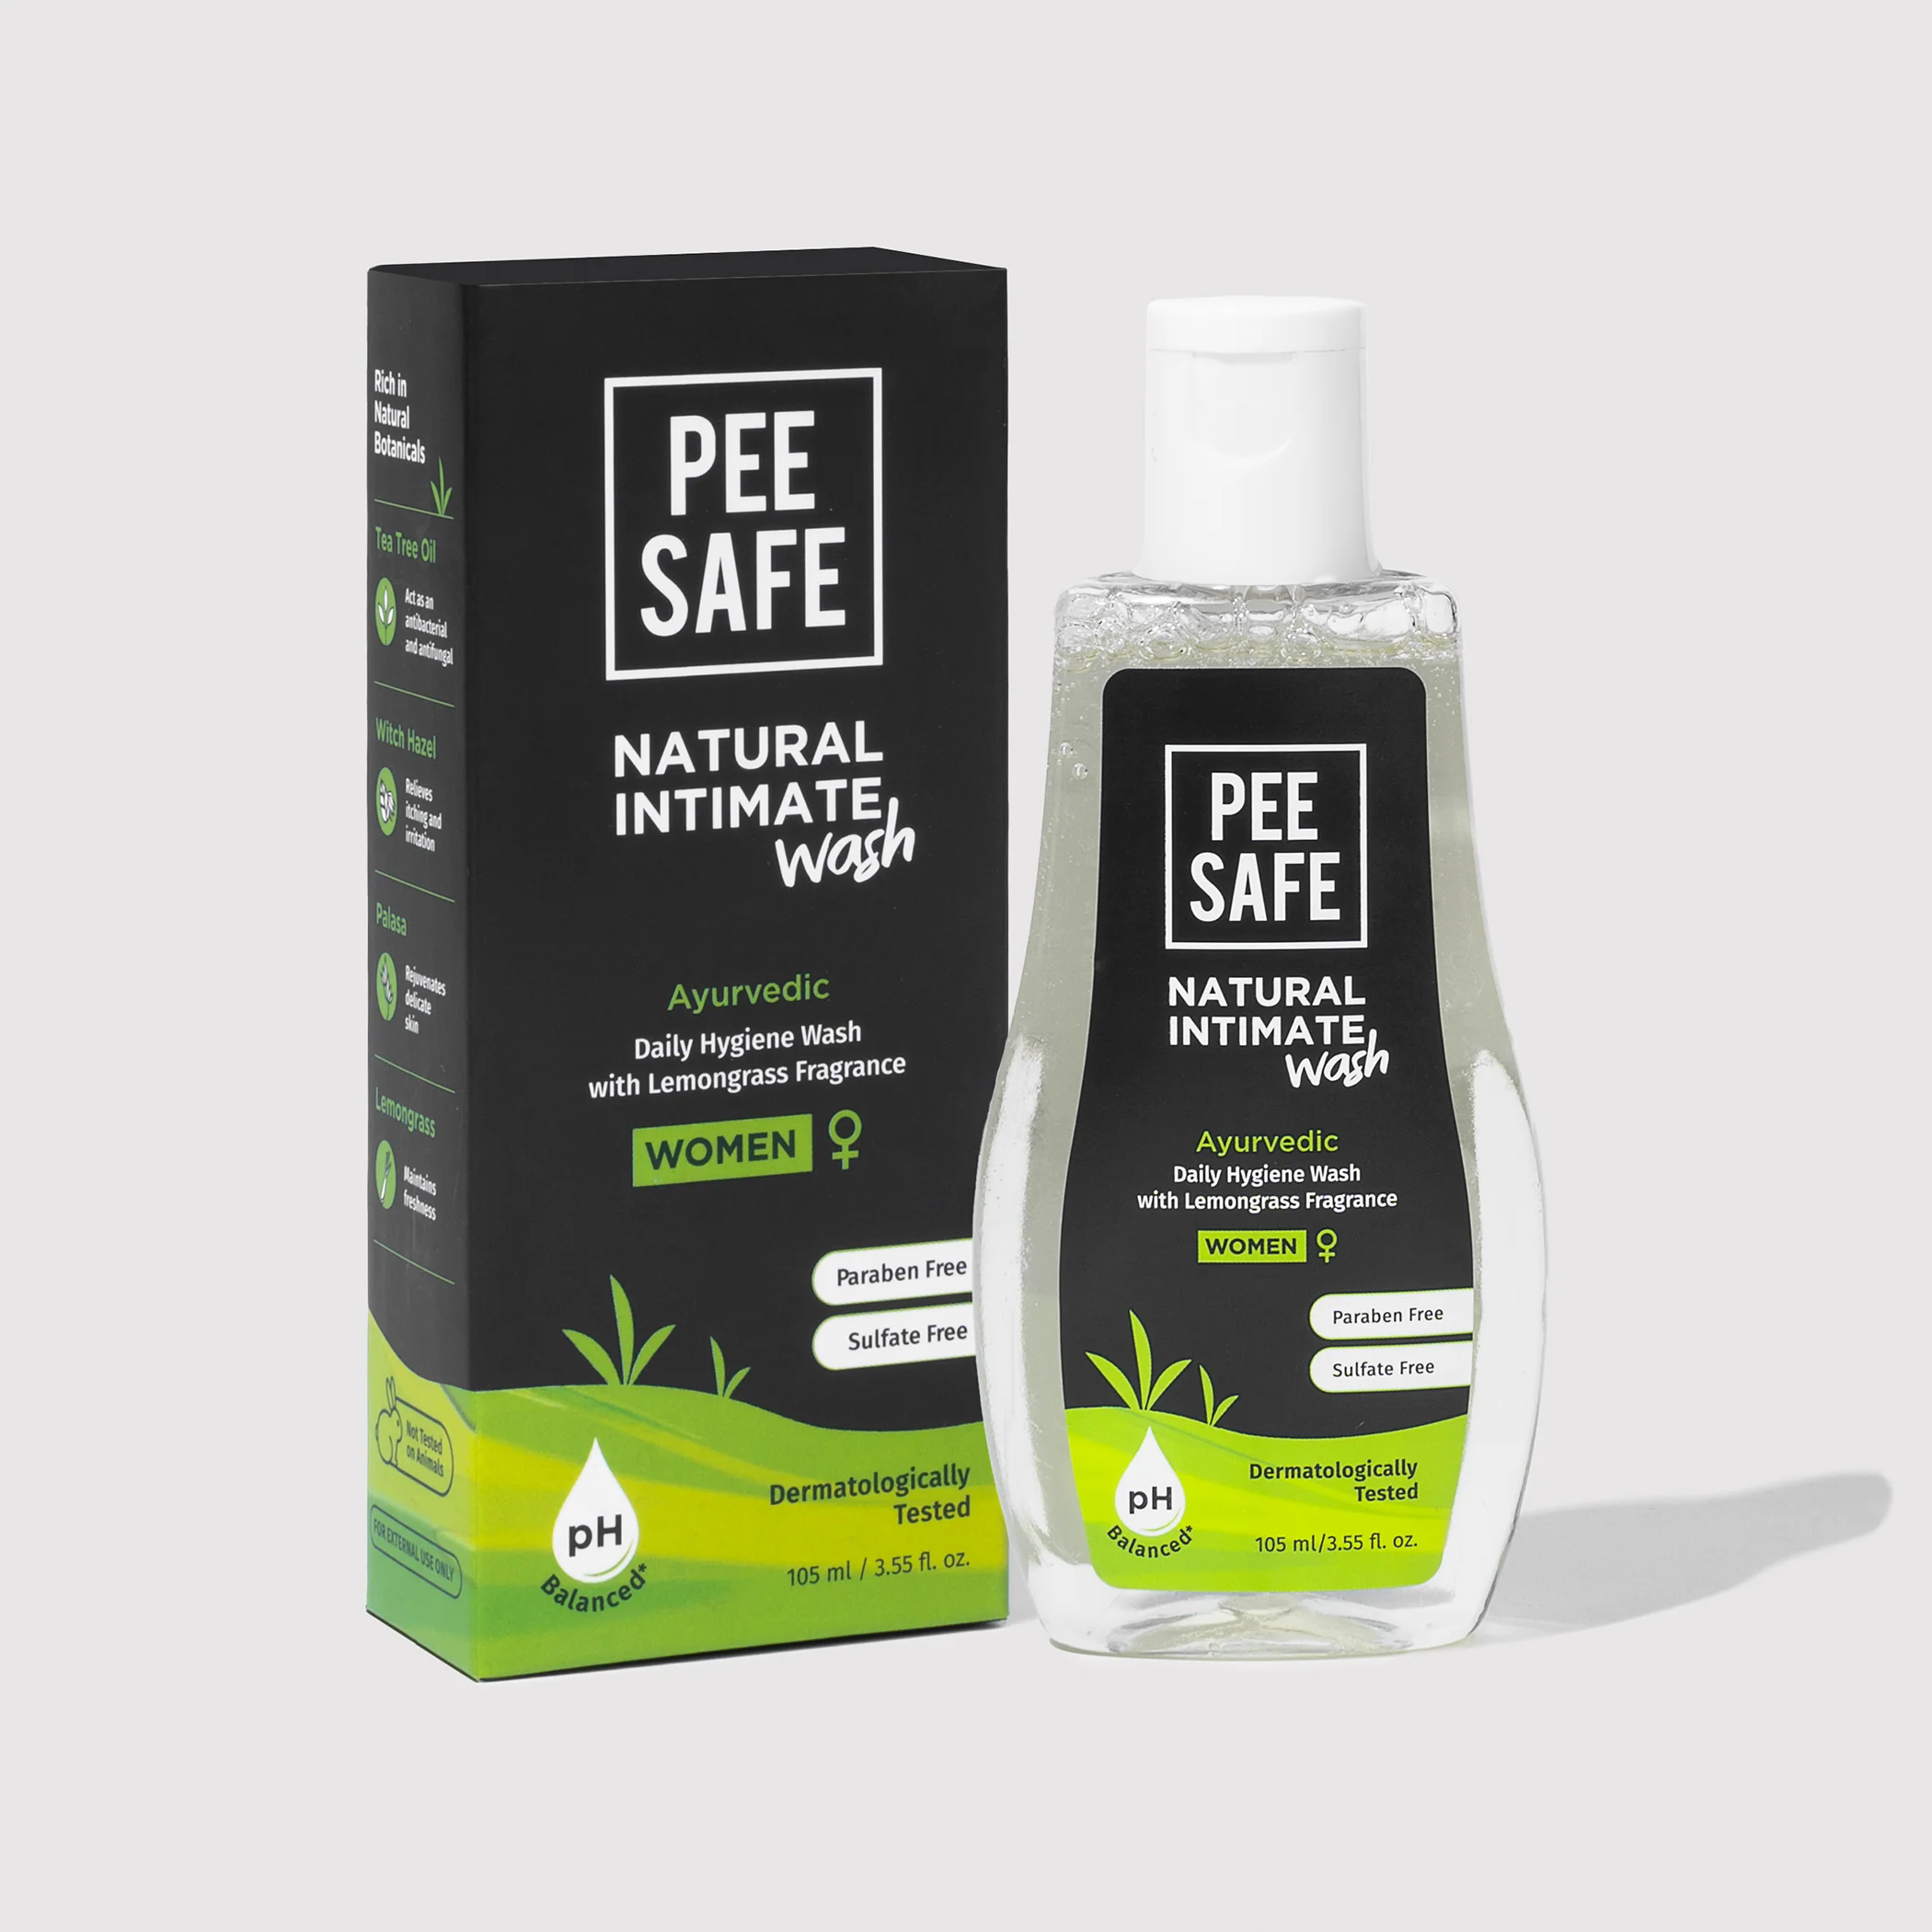 Rich in
Natural
Botanicals
Tea Tree Oil
Act as an
antibacterial
and antifungal
Witch Hazel
Relieves
itching and
irritation
Palasa
Rejuvenates
delicate
skin
Lemongrass
Maintains
freshness
Not Tested
on Animals
FOR EXTERNAL USE ONLY
PEE
SAFE
NATURAL
INTIMATE
wash
Ayurvedic
Daily Hygiene Wash
with Lemongrass Fragrance
WOMEN
Paraben Free
Sulfate Free
pH
Balanced*
Dermatologically
Tested
105 ml / 3.55 fl. oz.
PEE
SAFE
NATURAL
INTIMATE
wash
Ayurvedic
Daily Hygiene Wash
with Lemongrass Fragrance
WOMEN
Paraben Free
Sulfate Free
pH
Balanced*
Dermatologically
Tested
105 ml/3.55 fl. oz.